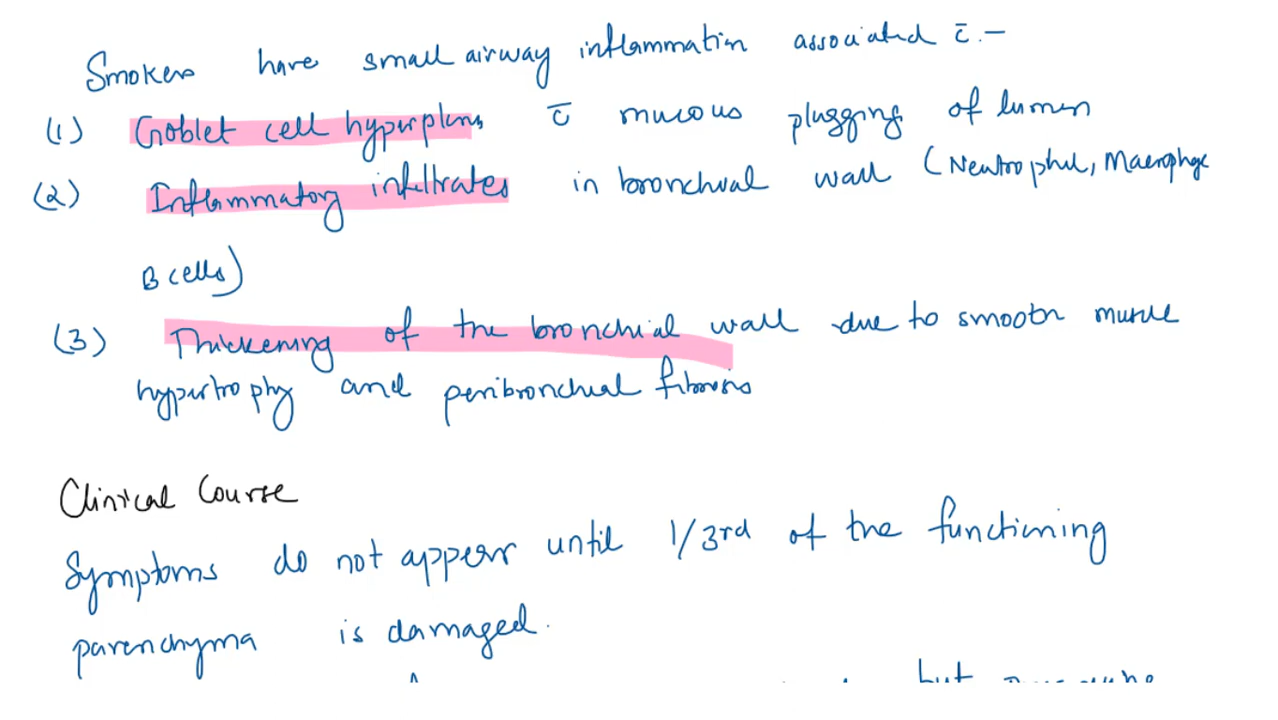 Smokers have small airway inflammation associated c̄ :-
(1) Goblet cell hyperplasia c̄ mucous plugging of lumen
(2) Inflammatory infiltrates in bronchial wall (Neutrophil, Macrophage
B cells)
(3) Thickening of the bronchial wall due to smooth muscle
hypertrophy and peribronchial fibrosis
Clinical Course
Symptoms do not appear until 1/3rd of the functioning
parenchyma is damaged.
but